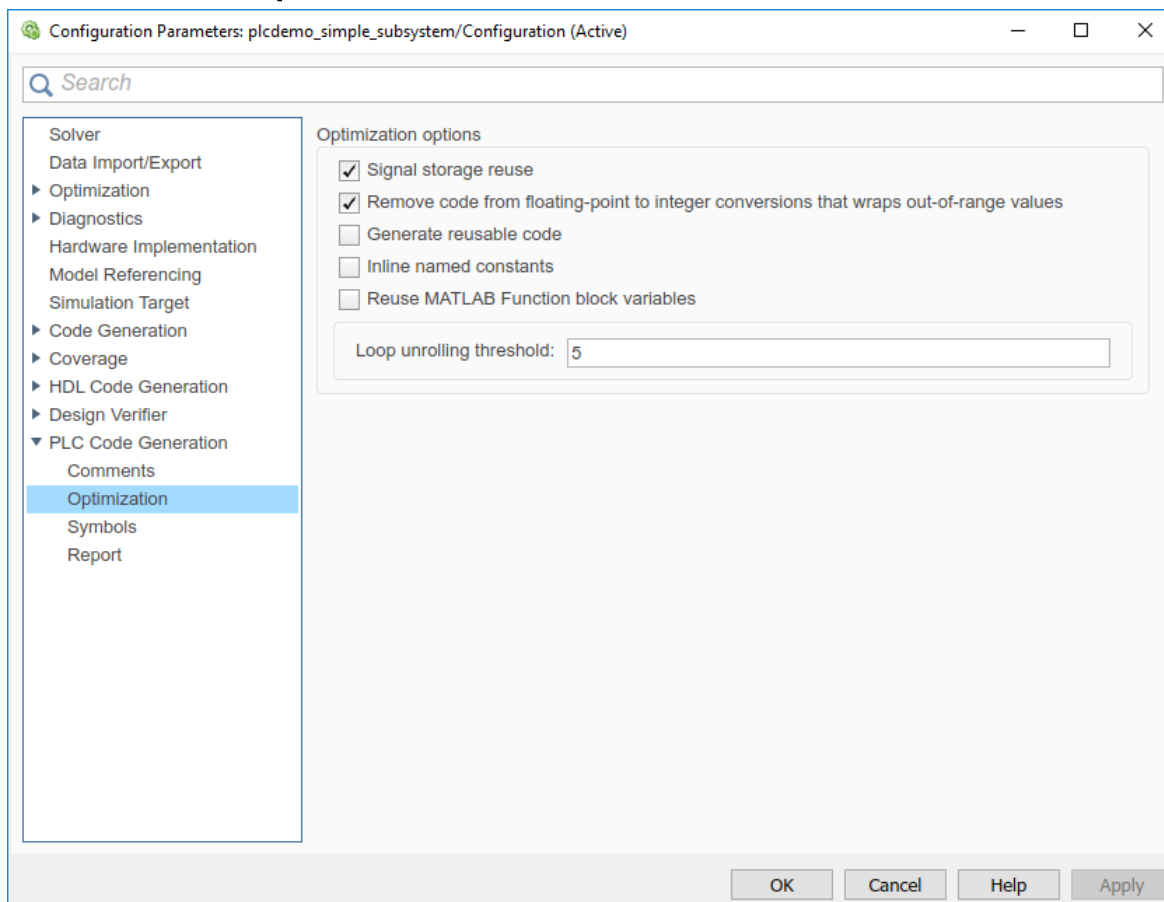 Configuration Parameters: plcdemo_simple_subsystem/Configuration (Active)
Search
Solver
Data Import/Export
Optimization
Diagnostics
Hardware Implementation
Model Referencing
Simulation Target
Code Generation
Coverage
HDL Code Generation
Design Verifier
PLC Code Generation
Comments
Optimization
Symbols
Report
Optimization options
Signal storage reuse
Remove code from floating-point to integer conversions that wraps out-of-range values
Generate reusable code
Inline named constants
Reuse MATLAB Function block variables
Loop unrolling threshold: 5
OK Cancel Help Apply